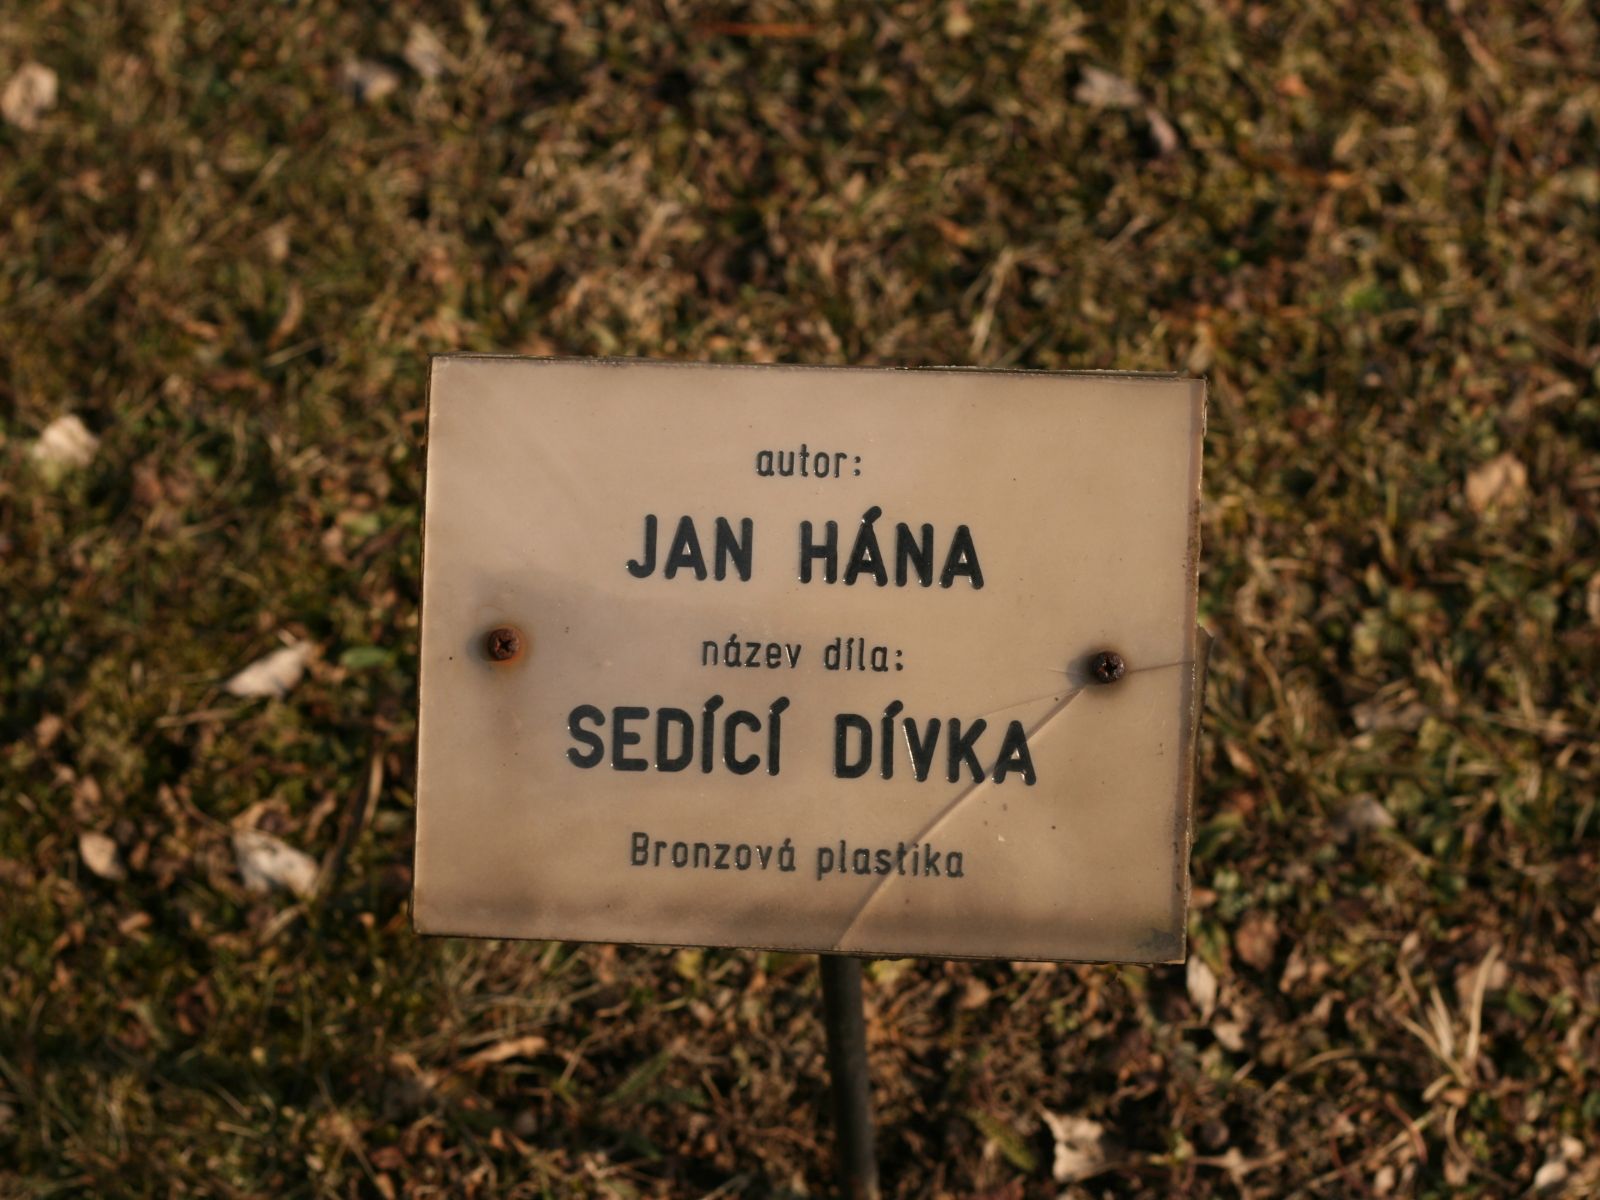 autor:
JAN HÁNA
název díla:
SEDÍCÍ DÍVKA
Bronzová plastika